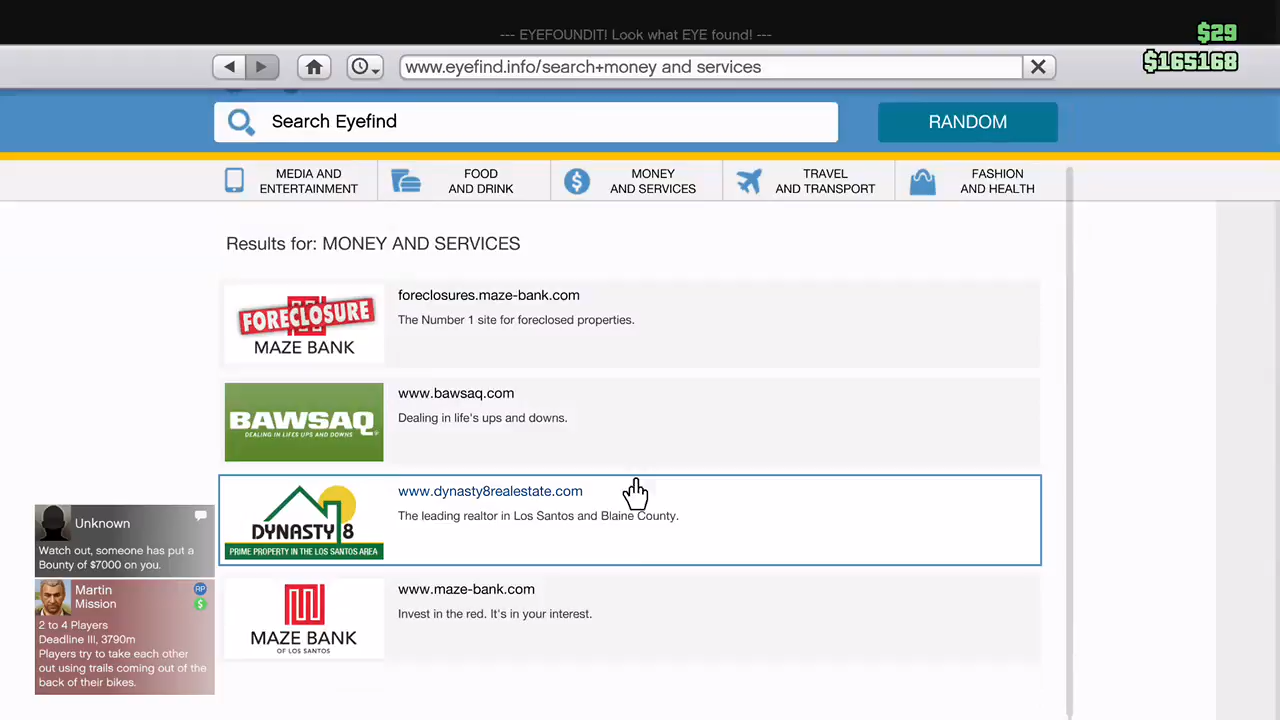 --- EYEFOUNDIT! Look what EYE found! ---
$29
$165168
www.eyefind.info/search+money and services
Search Eyefind
RANDOM
MEDIA AND
ENTERTAINMENT
FOOD
AND DRINK
MONEY
AND SERVICES
TRAVEL
AND TRANSPORT
FASHION
AND HEALTH
Results for: MONEY AND SERVICES
FORECLOSURE
MAZE BANK
foreclosures.maze-bank.com
The Number 1 site for foreclosed properties.
BAWSAQ
DEALING IN LIFE'S UPS AND DOWNS
www.bawsaq.com
Dealing in life's ups and downs.
DYNASTY 8
PRIME PROPERTY IN THE LOS SANTOS AREA
www.dynasty8realestate.com
The leading realtor in Los Santos and Blaine County.
MAZE BANK
OF LOS SANTOS
www.maze-bank.com
Invest in the red. It's in your interest.
Unknown
Watch out, someone has put a
Bounty of $7000 on you.
Martin
RP
Mission
$
2 to 4 Players
Deadline III, 3790m
Players try to take each other
out using trails coming out of the
back of their bikes.